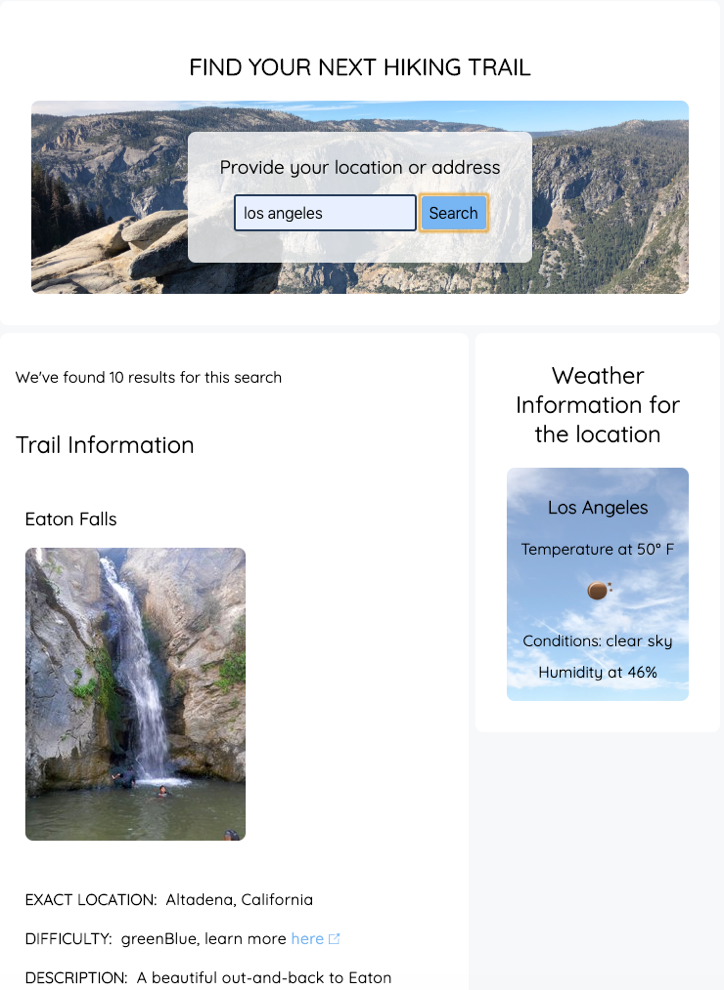 FIND YOUR NEXT HIKING TRAIL
Provide your location or address
los angeles
Search
We've found 10 results for this search
Trail Information
Eaton Falls
EXACT LOCATION: Altadena, California
DIFFICULTY: greenBlue, learn more here
DESCRIPTION: A beautiful out-and-back to Eaton
Weather
Information for
the location
Los Angeles
Temperature at 50° F
Conditions: clear sky
Humidity at 46%